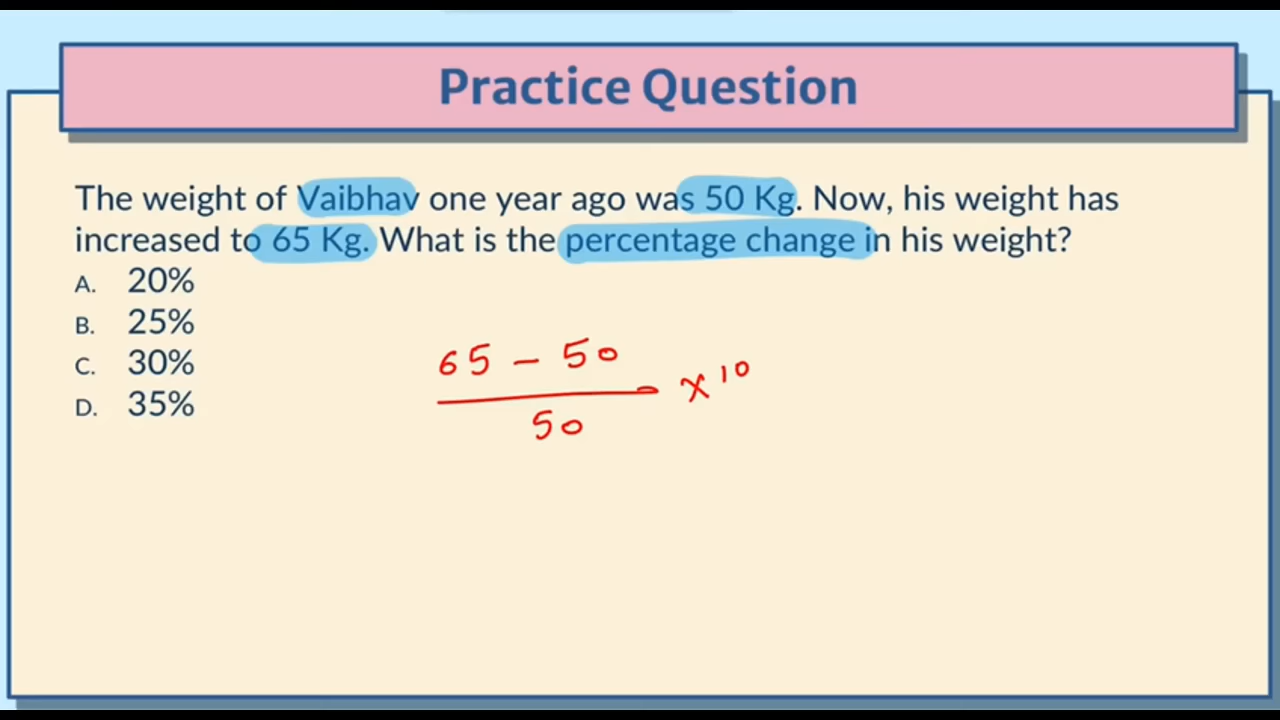 Practice Question
The weight of Vaibhav one year ago was 50 Kg. Now, his weight has
increased to 65 Kg. What is the percentage change in his weight?
A. 20%
B. 25%
C. 30%
D. 35%
65 - 50
x 10
50